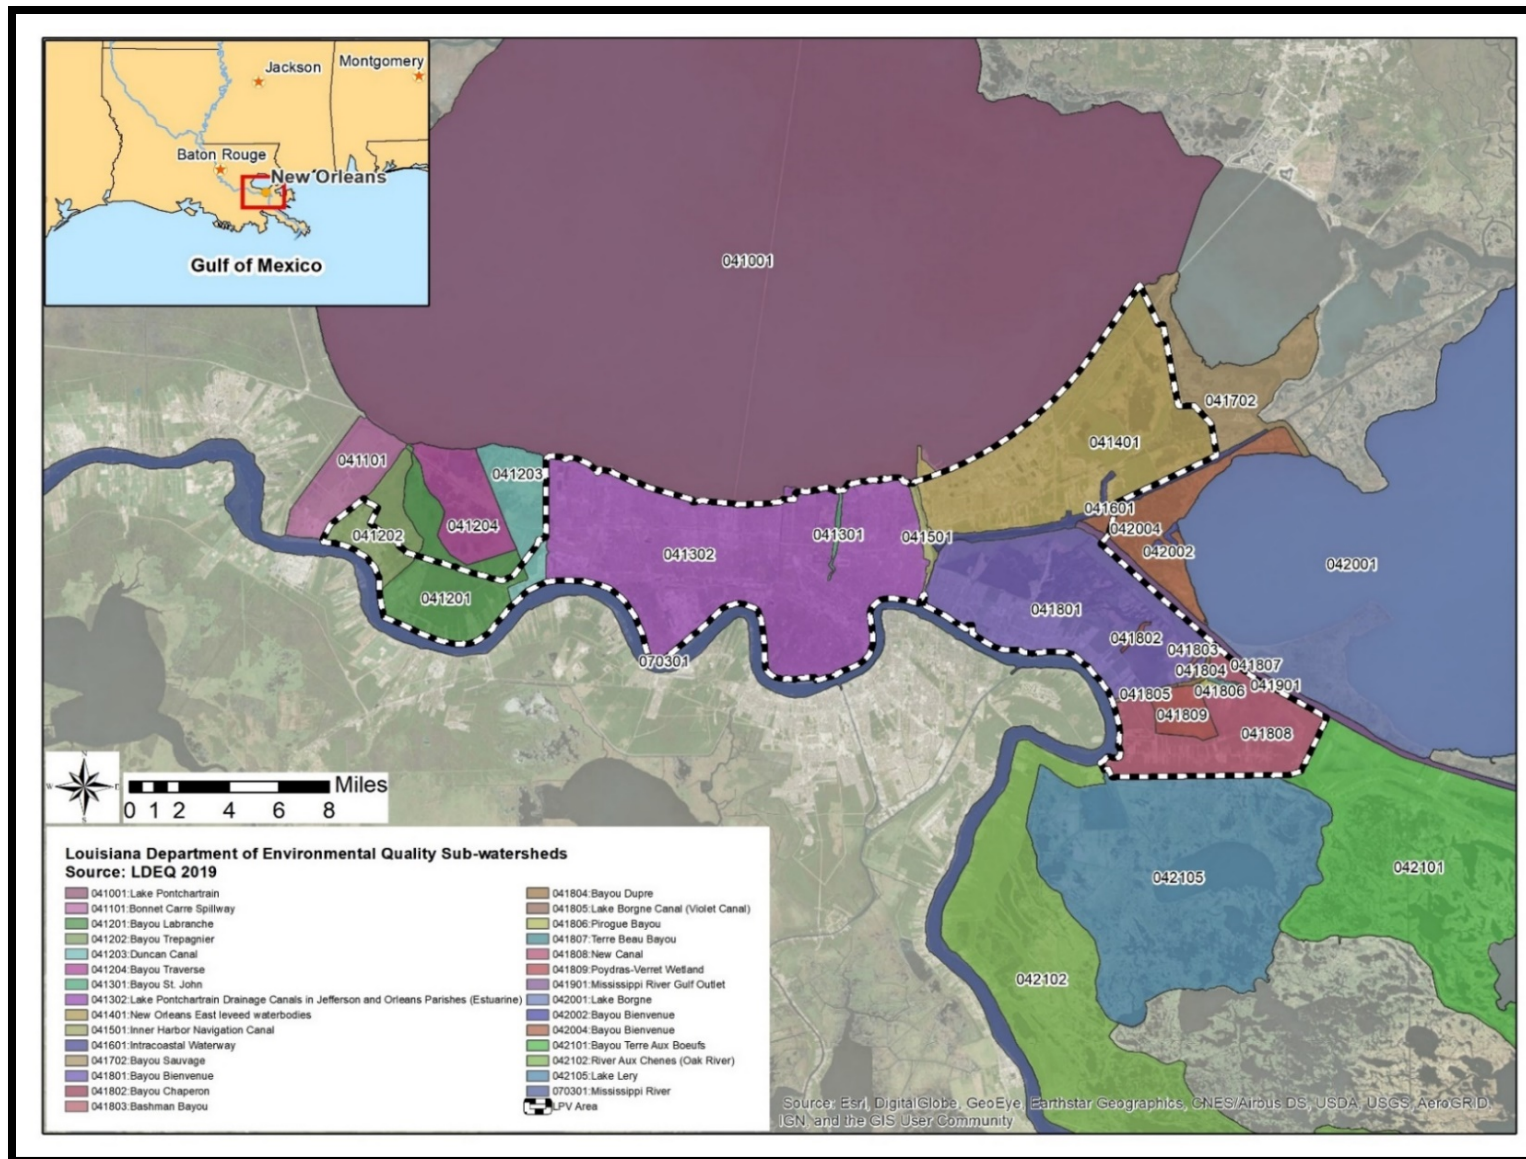 Jackson
Montgomery
Baton Rouge
New Orleans
Gulf of Mexico
041001
041702
041401
041101
041203
041204
041202
041601
042004
041301
041501
041302
042002
042001
041201
041801
041802
041803
041807
070301
041804
041901
041805
041806
041809
041808
N
W
E
S
Miles
0 1 2 4 6 8
042101
042105
042102
Louisiana Department of Environmental Quality Sub-watersheds
Source: LDEQ 2019
041001:Lake Pontchartrain
041101:Bonnet Carre Spillway
041201:Bayou Labranche
041202:Bayou Trepagnier
041203:Duncan Canal
041204:Bayou Traverse
041301:Bayou St. John
041302:Lake Pontchartrain Drainage Canals in Jefferson and Orleans Parishes (Estuarine)
041401:New Orleans East leveed waterbodies
041501:Inner Harbor Navigation Canal
041601:Intracoastal Waterway
041702:Bayou Sauvage
041801:Bayou Bienvenue
041802:Bayou Chaperon
041803:Bashman Bayou
041804:Bayou Dupre
041805:Lake Borgne Canal (Violet Canal)
041806:Pirogue Bayou
041807:Terre Beau Bayou
041808:New Canal
041809:Poydras-Verret Wetland
041901:Mississippi River Gulf Outlet
042001:Lake Borgne
042002:Bayou Bienvenue
042004:Bayou Bienvenue
042101:Bayou Terre Aux Boeufs
042102:River Aux Chenes (Oak River)
042105:Lake Lery
070301:Mississippi River
LPV Area
Source: Esri, DigitalGlobe, GeoEye, Earthstar Geographics, CNES/Airbus DS, USDA, USGS, AeroGRID,
IGN, and the GIS User Community